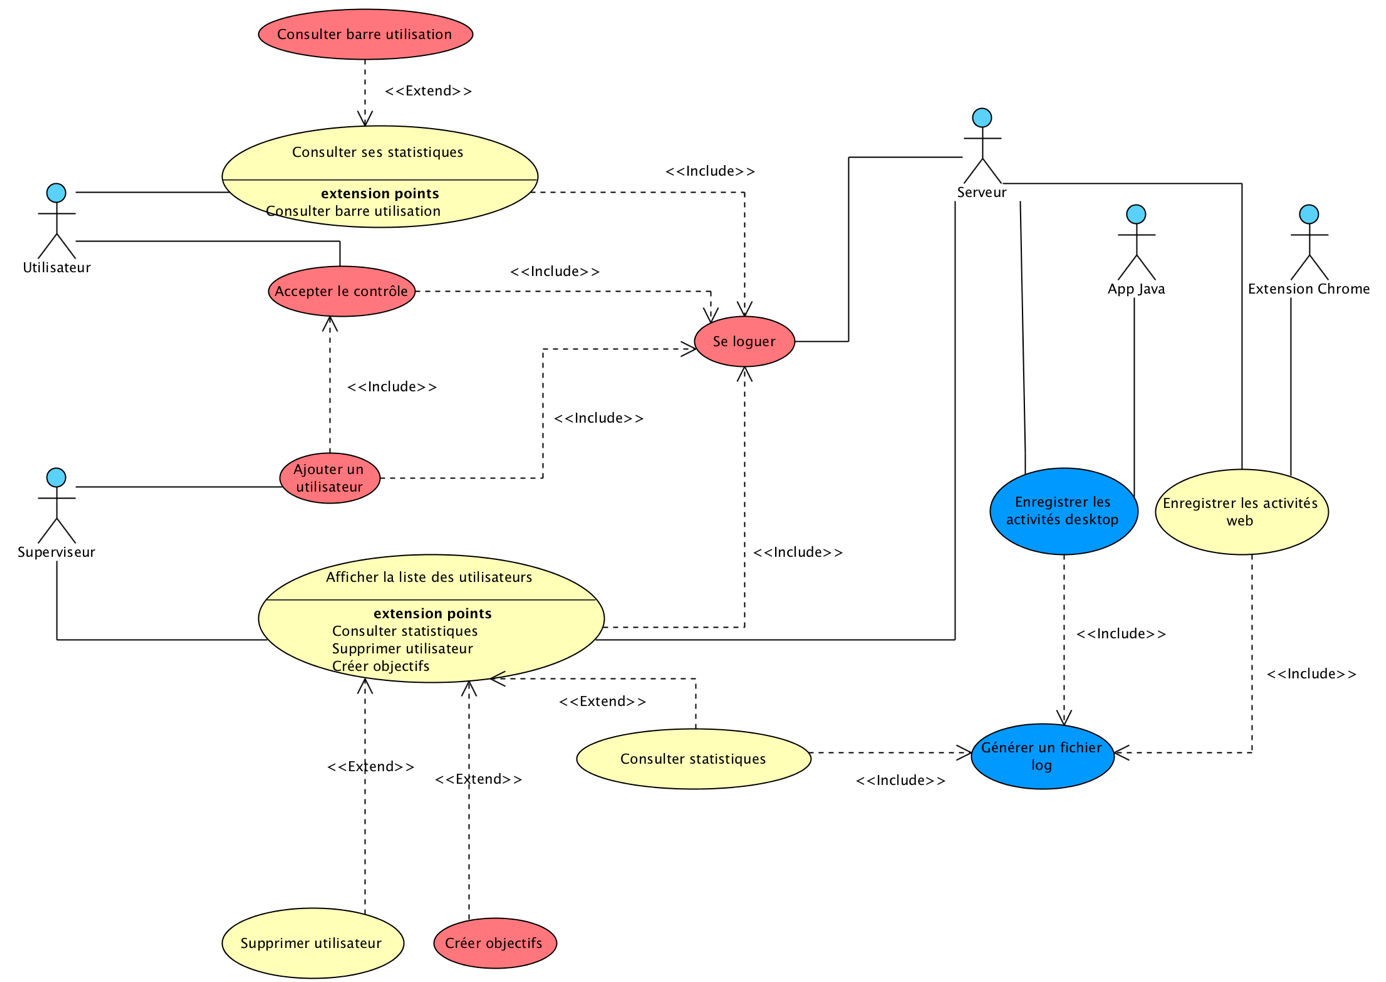 Consulter barre utilisation
<<Extend>>
Consulter ses statistiques
extension points
Consulter barre utilisation
<<Include>>
Serveur
Utilisateur
App Java
Extension Chrome
Accepter le contrôle
<<Include>>
Se loguer
<<Include>>
<<Include>>
Ajouter un
utilisateur
Superviseur
Enregistrer les
activités desktop
Enregistrer les activités
web
<<Include>>
Afficher la liste des utilisateurs
extension points
Consulter statistiques
Supprimer utilisateur
Créer objectifs
<<Include>>
<<Include>>
<<Extend>>
Consulter statistiques
Générer un fichier
log
<<Include>>
<<Extend>>
<<Extend>>
Supprimer utilisateur
Créer objectifs